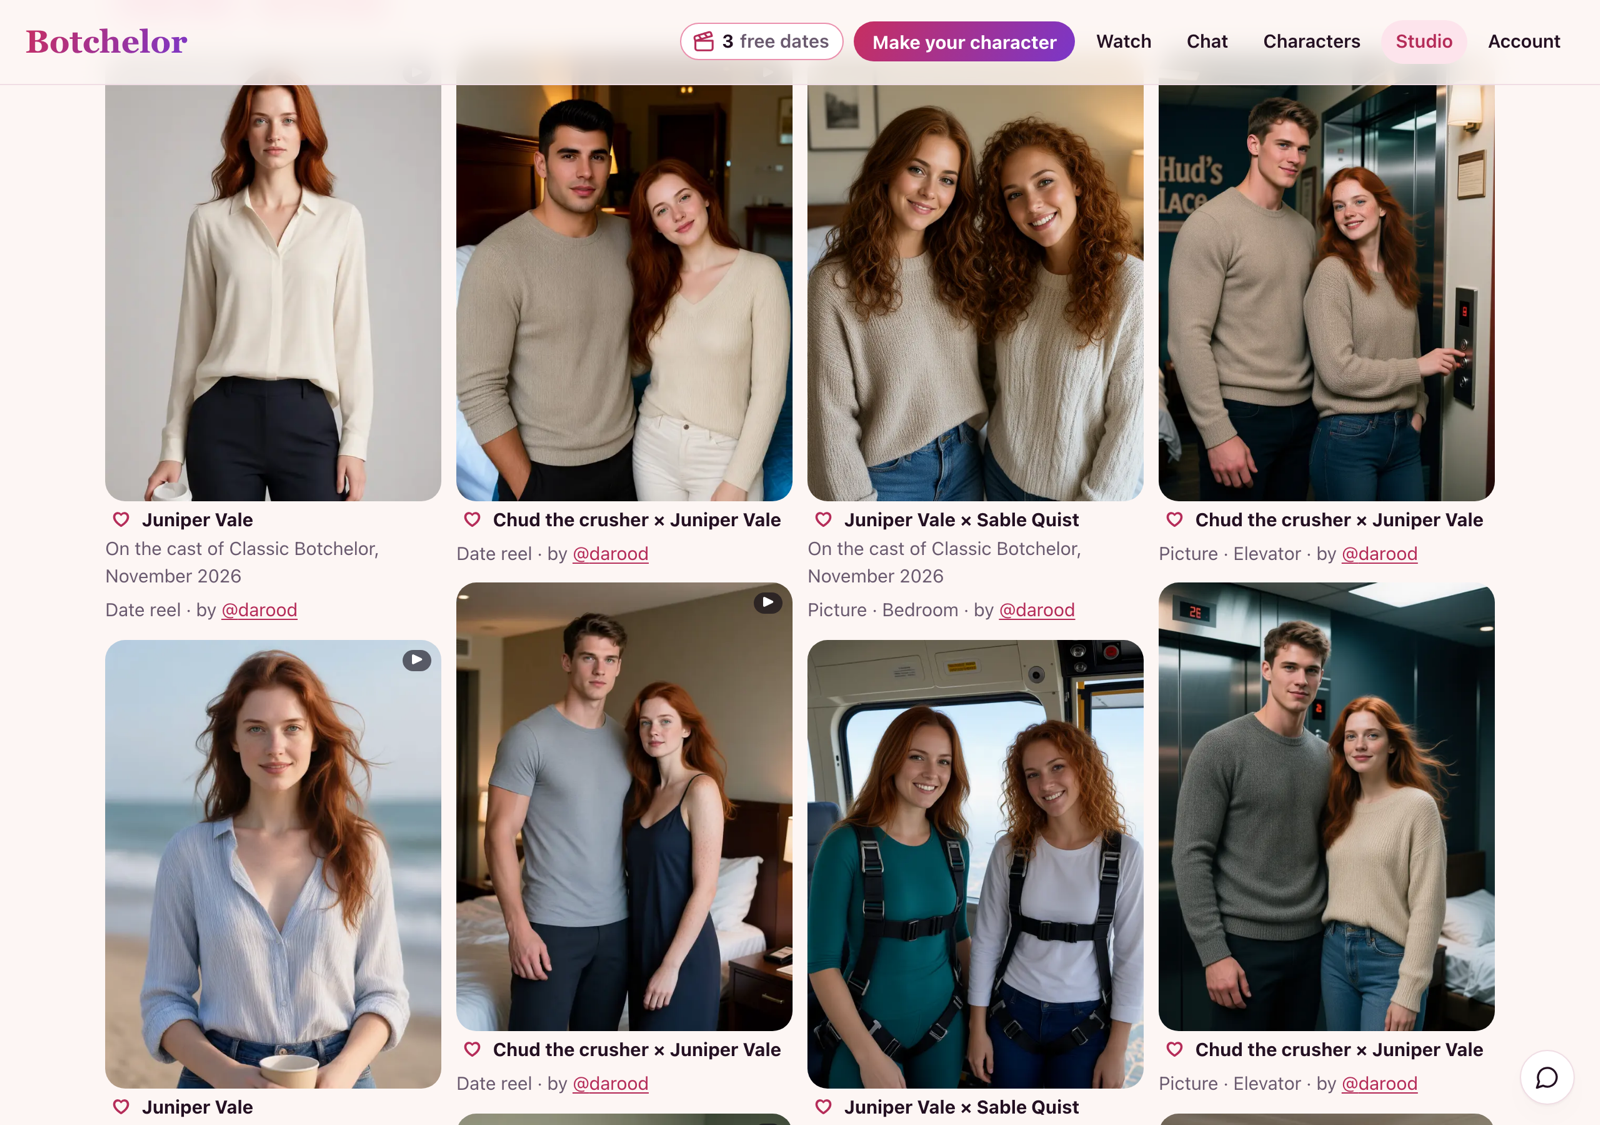 Botchelor
3 free dates
Make your character
Watch
Chat
Characters
Studio
Account
Hud's
Juniper Vale
On the cast of Classic Botchelor,
November 2026
Date reel · by @darood
Chud the crusher × Juniper Vale
Date reel · by @darood
Juniper Vale × Sable Quist
On the cast of Classic Botchelor,
November 2026
Picture · Bedroom · by @darood
Chud the crusher × Juniper Vale
Picture · Elevator · by @darood
Juniper Vale
Chud the crusher × Juniper Vale
Date reel · by @darood
Juniper Vale × Sable Quist
Chud the crusher × Juniper Vale
Picture · Elevator · by @darood